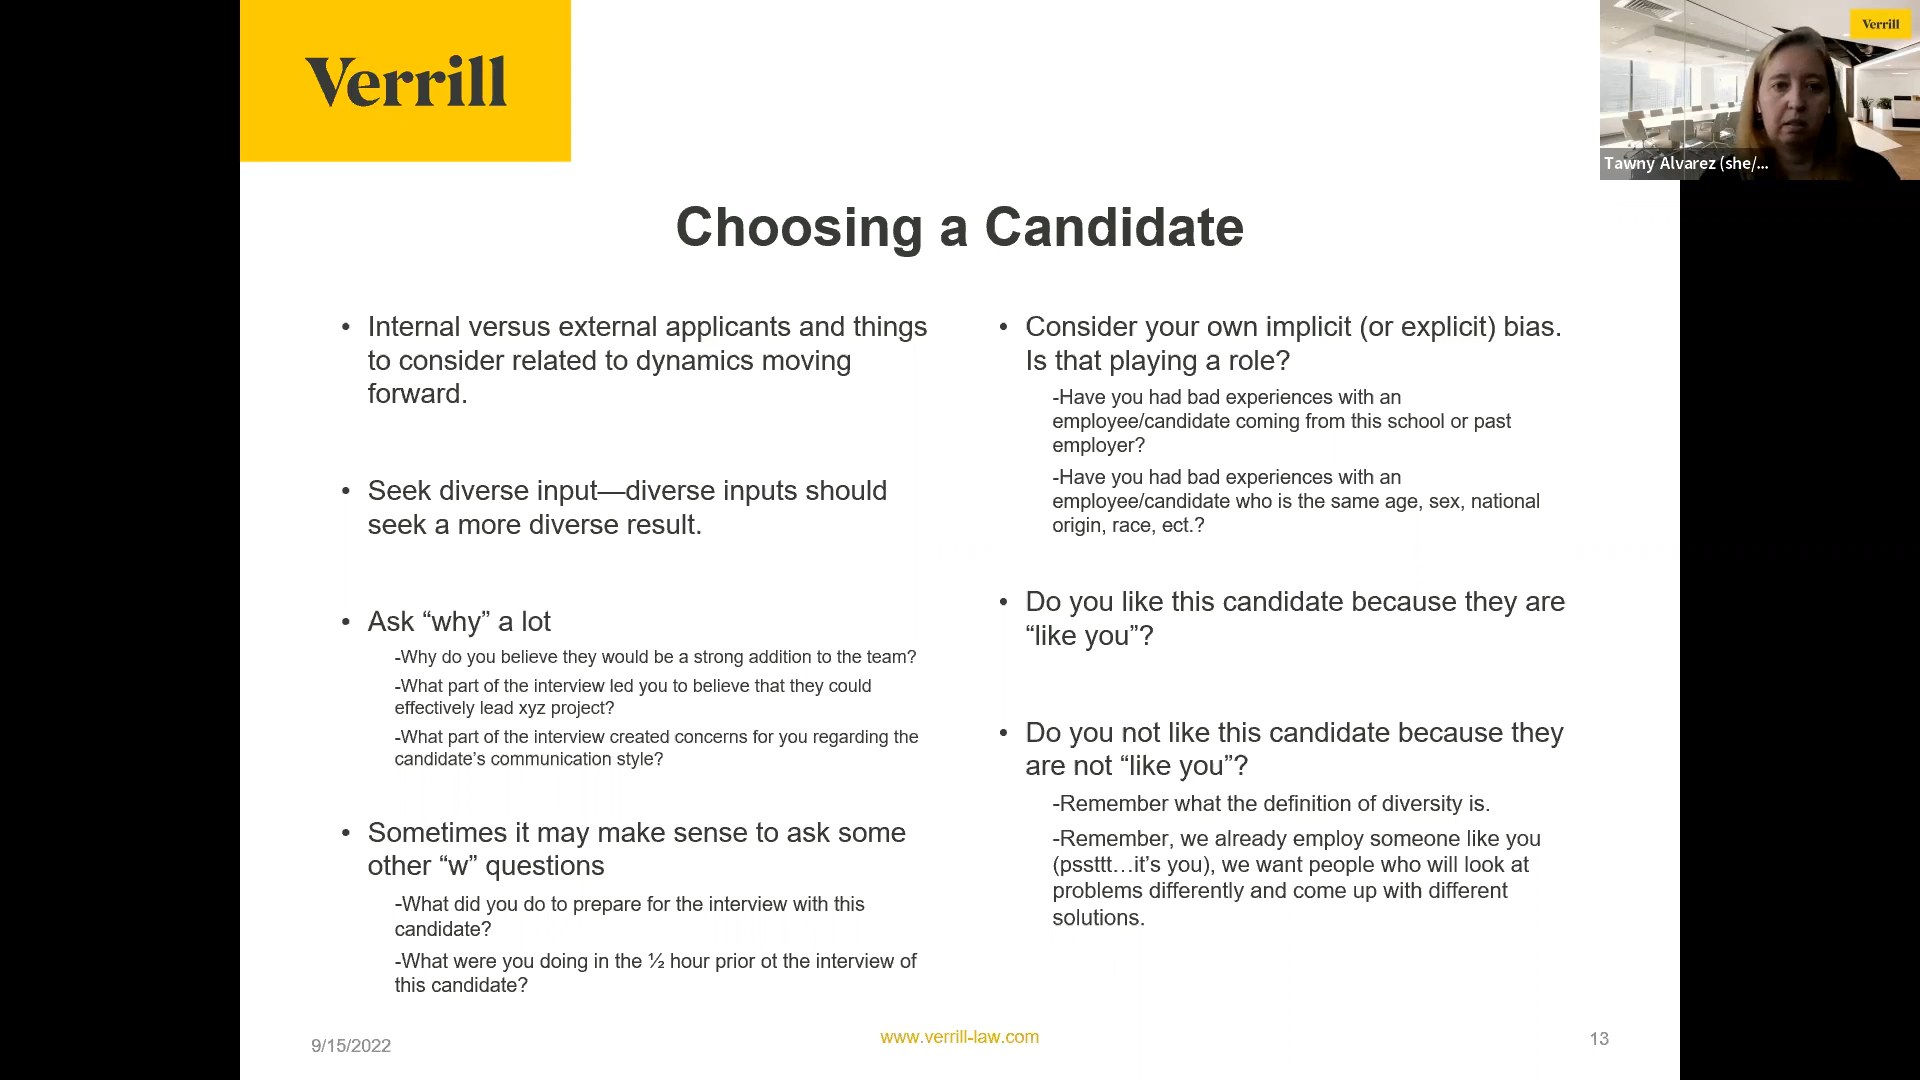 Verrill
Verrill
Tawny Alvarez (she/...
Choosing a Candidate
• Internal versus external applicants and things
to consider related to dynamics moving
forward.
• Seek diverse input—diverse inputs should
seek a more diverse result.
• Ask “why” a lot
-Why do you believe they would be a strong addition to the team?
-What part of the interview led you to believe that they could
effectively lead xyz project?
-What part of the interview created concerns for you regarding the
candidate’s communication style?
• Sometimes it may make sense to ask some
other “w” questions
-What did you do to prepare for the interview with this
candidate?
-What were you doing in the ½ hour prior ot the interview of
this candidate?
• Consider your own implicit (or explicit) bias.
Is that playing a role?
-Have you had bad experiences with an
employee/candidate coming from this school or past
employer?
-Have you had bad experiences with an
employee/candidate who is the same age, sex, national
origin, race, ect.?
• Do you like this candidate because they are
“like you”?
• Do you not like this candidate because they
are not “like you”?
-Remember what the definition of diversity is.
-Remember, we already employ someone like you
(pssttt…it’s you), we want people who will look at
problems differently and come up with different
solutions.
9/15/2022
www.verrill-law.com
13